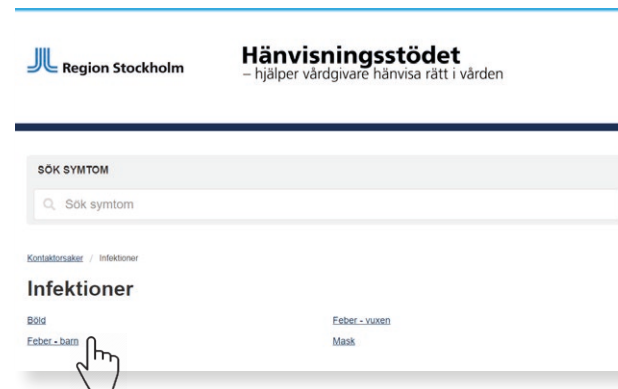 Region Stockholm
Hänvisningsstödet
– hjälper vårdgivare hänvisa rätt i vården
SÖK SYMTOM
Sök symtom
Kontaktorsaker / Infektioner
Infektioner
Böld
Feber - vuxen
Feber - barn
Mask